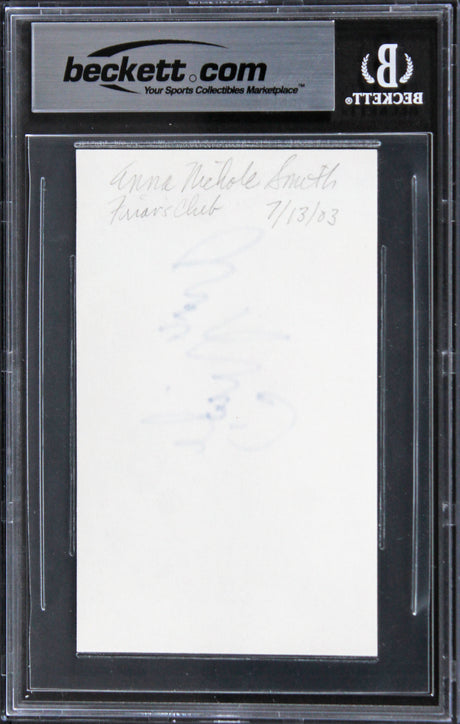 beckett.com
Your Sports Collectibles Marketplace™
BECKETT®
Anna Nichole Smith
Friars Club 7/13/03